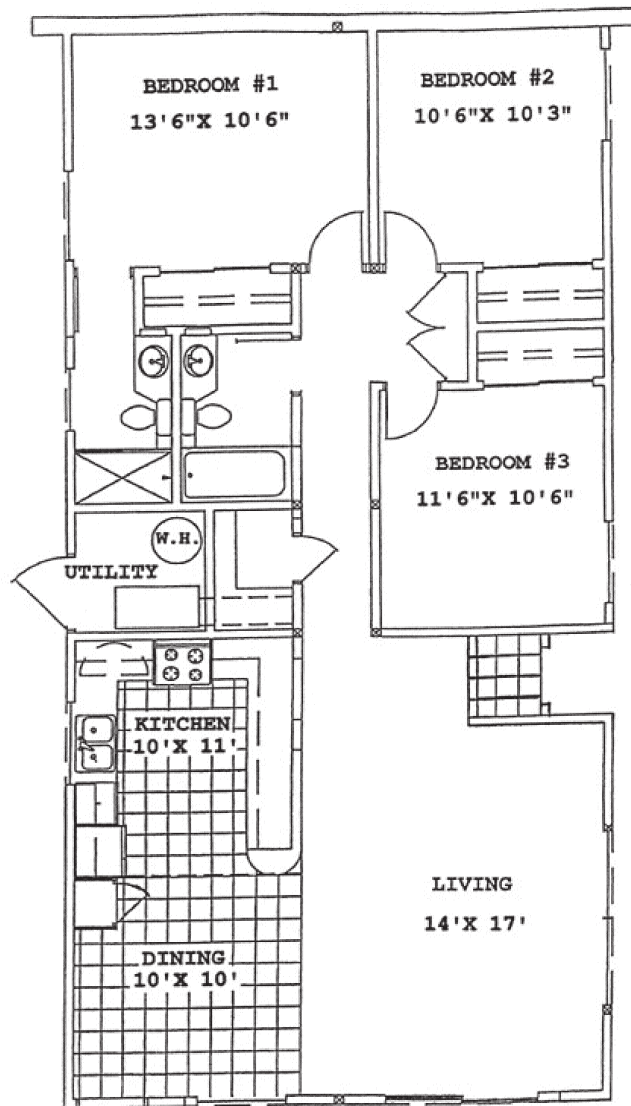 BEDROOM #1
13'6"X 10'6"
BEDROOM #2
10'6"X 10'3"
BEDROOM #3
11'6"X 10'6"
W.H.
UTILITY
KITCHEN
10'X 11'
LIVING
14'X 17'
DINING
10'X 10'